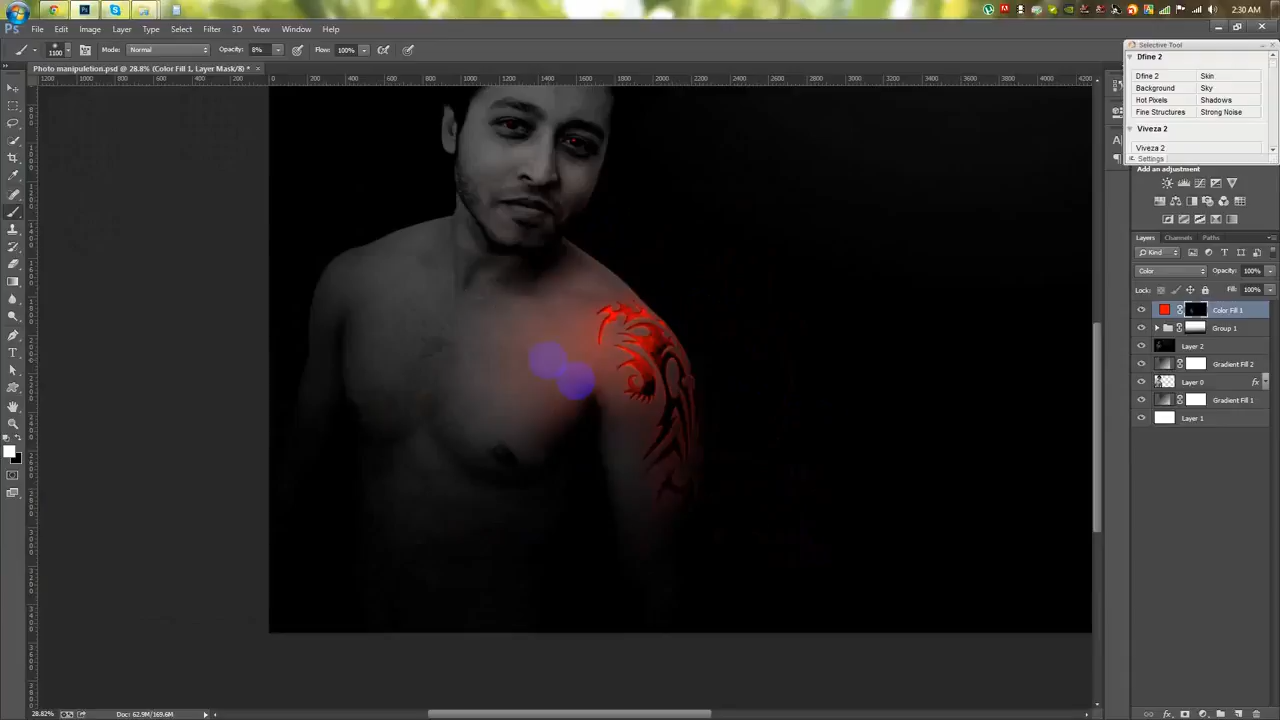 2:30 AM
Ps File Edit Image Layer Type Select Filter 3D View Window Help
1100 Mode: Normal Opacity: 8% Flow: 100%
Selective Tool
Photo manipuletion.psd @ 28.8% (Color Fill 1, Layer Mask/8) *
Dfine 2
Dfine 2 Skin
Background Sky
Hot Pixels Shadows
Fine Structures Strong Noise
Viveza 2
Viveza 2
Settings
Add an adjustment
Layers Channels Paths
Kind
Color Opacity: 100%
Lock: Fill: 100%
Color Fill 1
Group 1
Layer 2
Gradient Fill 2
Layer 0 fx
Gradient Fill 1
Layer 1
28.82% Doc: 62.9M/169.6M